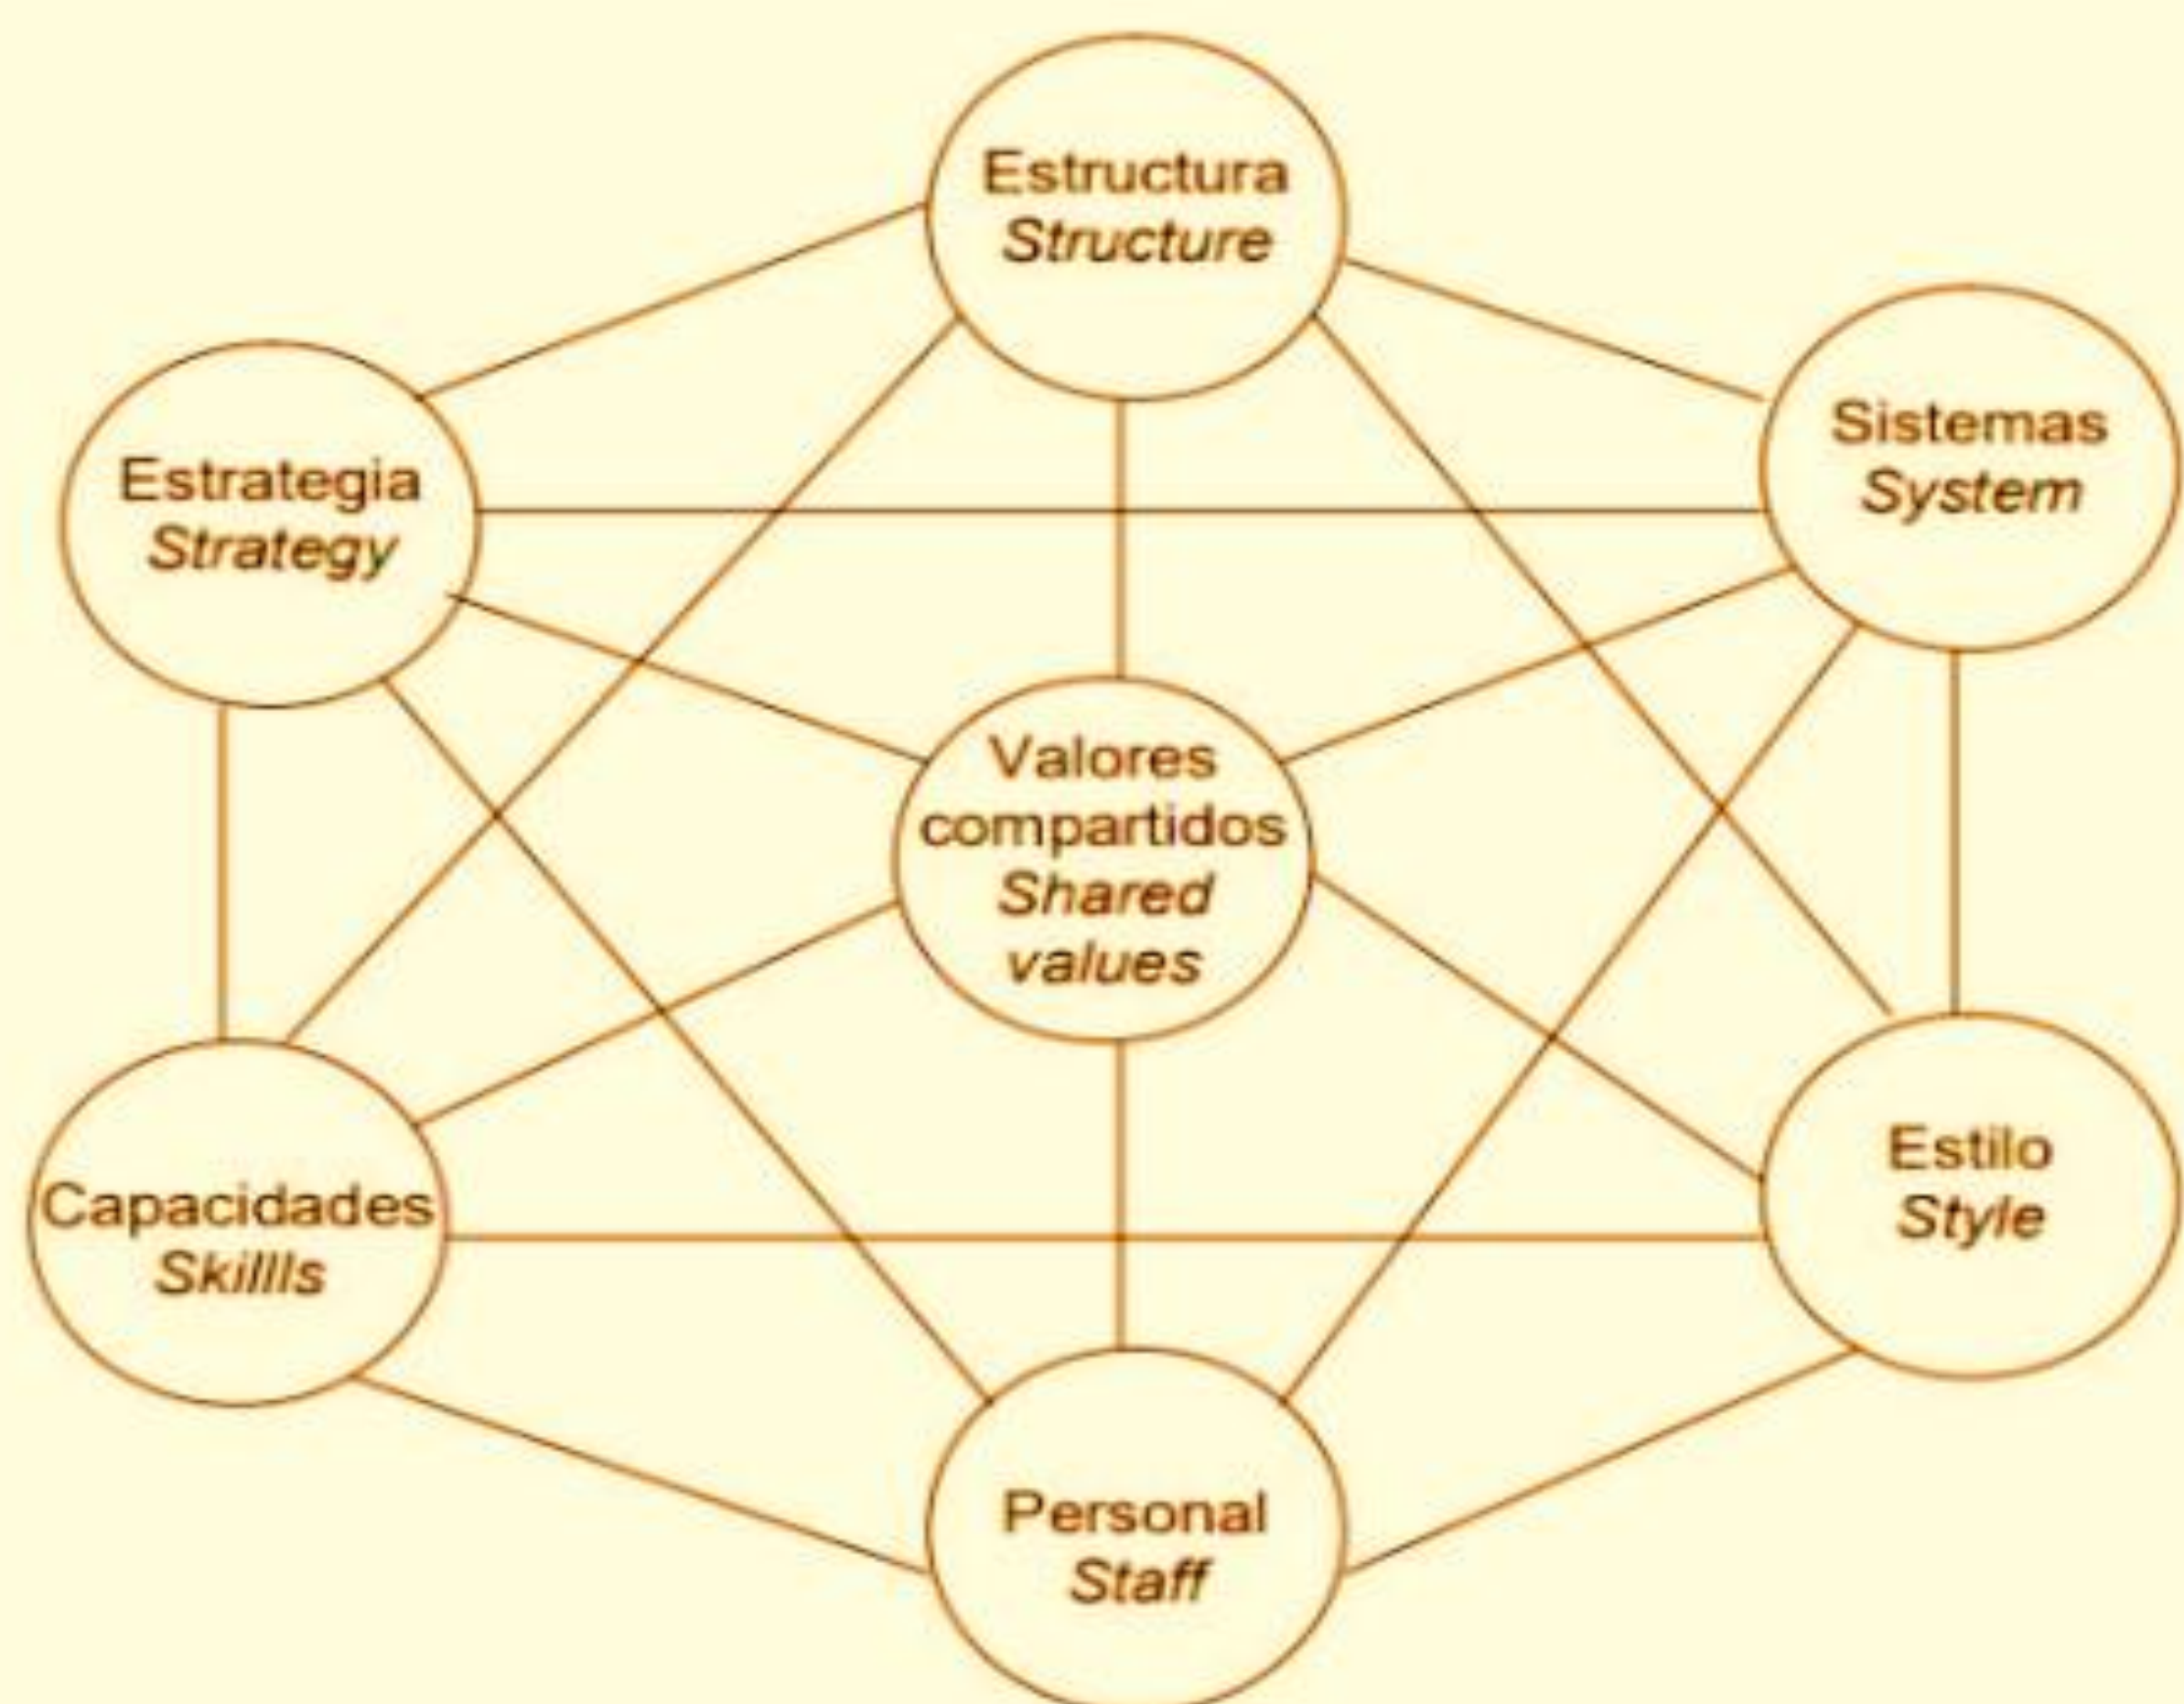 Estructura
Structure
Sistemas
System
Estrategia
Strategy
Valores
compartidos
Shared
values
Capacidades
Skillls
Estilo
Style
Personal
Staff